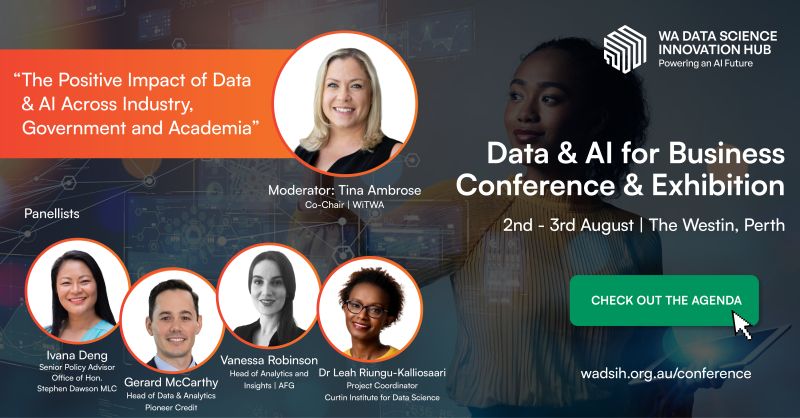 “The Positive Impact of Data
& AI Across Industry,
Government and Academia”
WA DATA SCIENCE
INNOVATION HUB
Powering an AI Future
Moderator: Tina Ambrose
Co-Chair | WiTWA
Data & AI for Business
Conference & Exhibition
2nd - 3rd August | The Westin, Perth
Panellists
Ivana Deng
Senior Policy Advisor
Office of Hon.
Stephen Dawson MLC
Gerard McCarthy
Head of Data & Analytics
Pioneer Credit
Vanessa Robinson
Head of Analytics and
Insights | AFG
Dr Leah Riungu-Kalliosaari
Project Coordinator
Curtin Institute for Data Science
CHECK OUT THE AGENDA
wadsih.org.au/conference